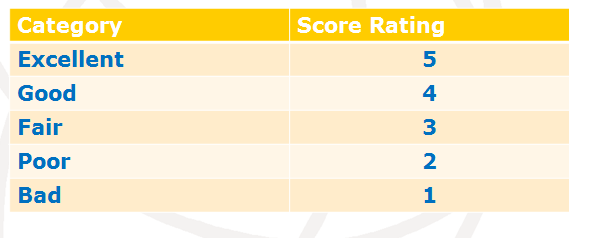 Category Score Rating
Excellent 5
Good 4
Fair 3
Poor 2
Bad 1